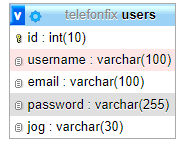 v telefonfix users
id : int(10)
username : varchar(100)
email : varchar(100)
password : varchar(255)
jog : varchar(30)